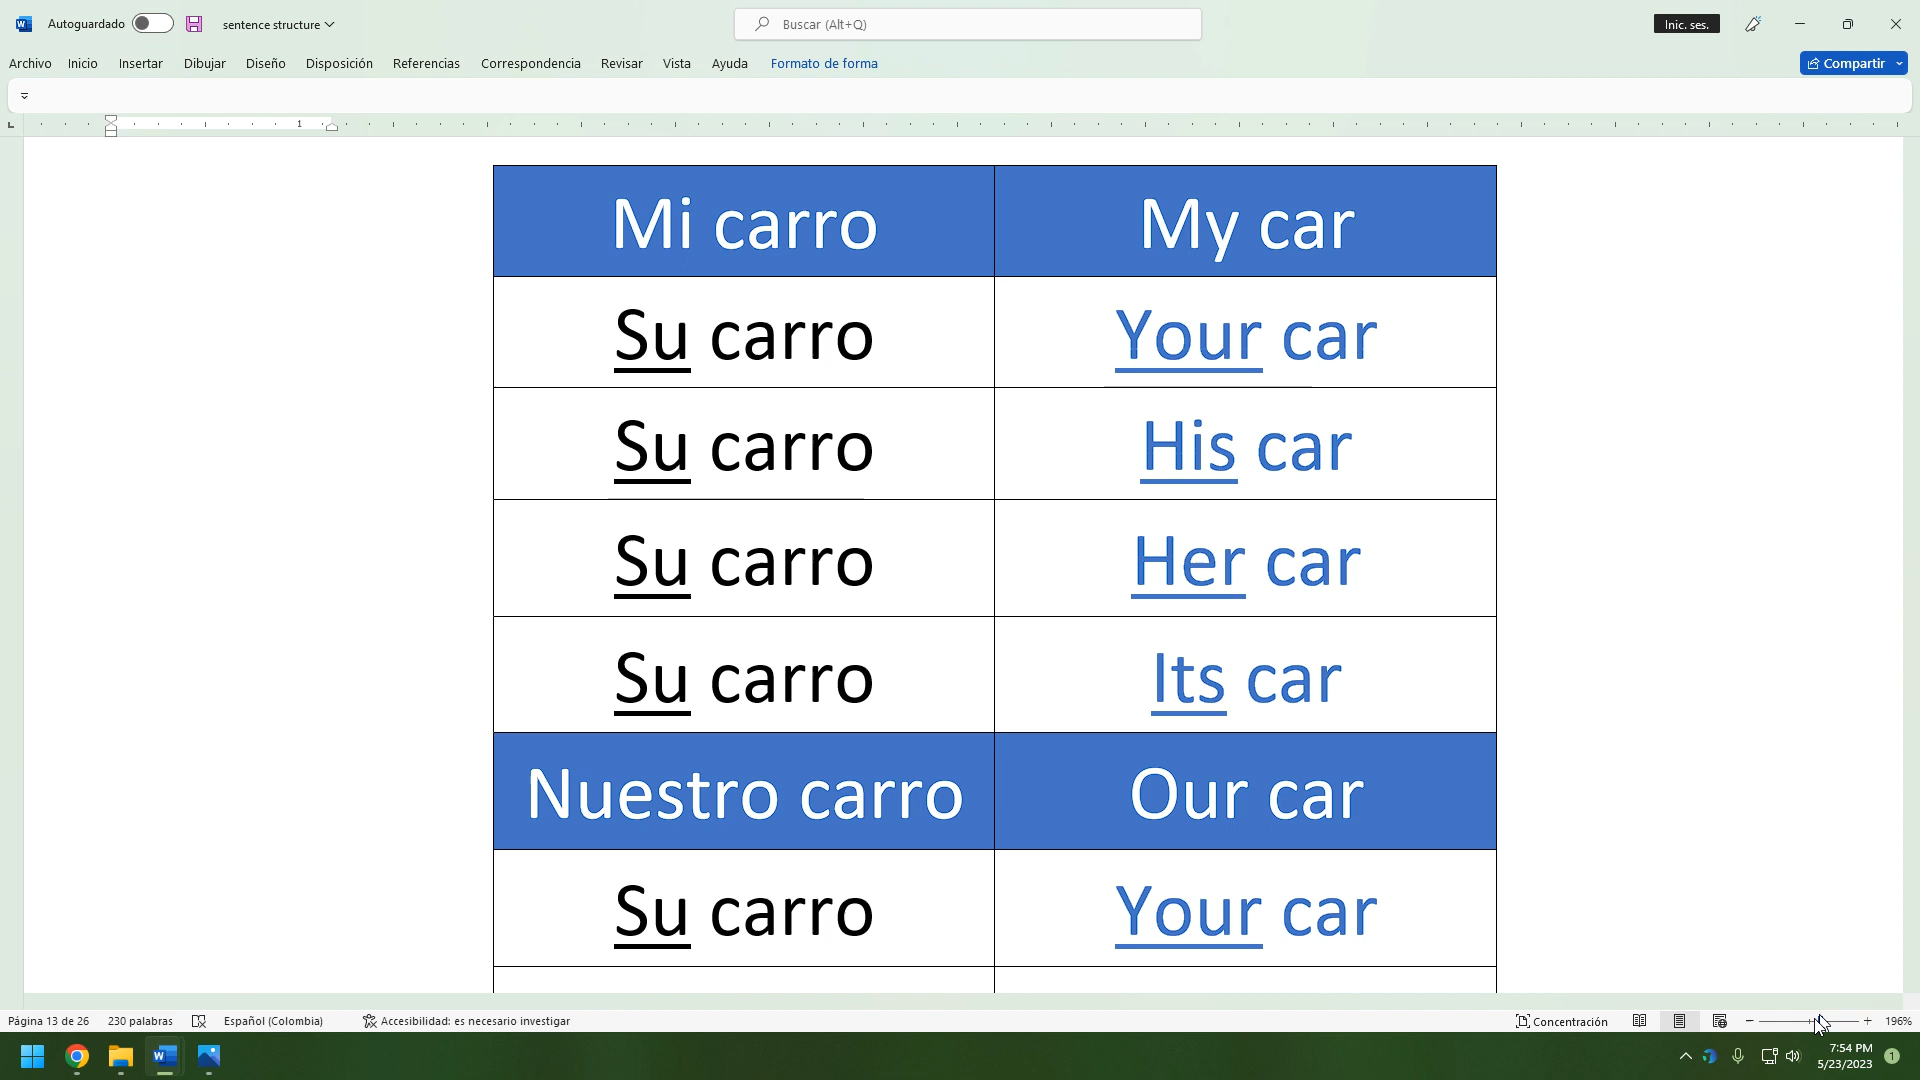 Autoguardado
sentence structure
Buscar (Alt+Q)
Inic. ses.
Archivo Inicio Insertar Dibujar Diseño Disposición Referencias Correspondencia Revisar Vista Ayuda Formato de forma
Compartir
1
Mi carro My car
Su carro Your car
Su carro His car
Su carro Her car
Su carro Its car
Nuestro carro Our car
Su carro Your car
Página 13 de 26 230 palabras Español (Colombia) Accesibilidad: es necesario investigar Concentración 196%
7:54 PM
5/23/2023
1